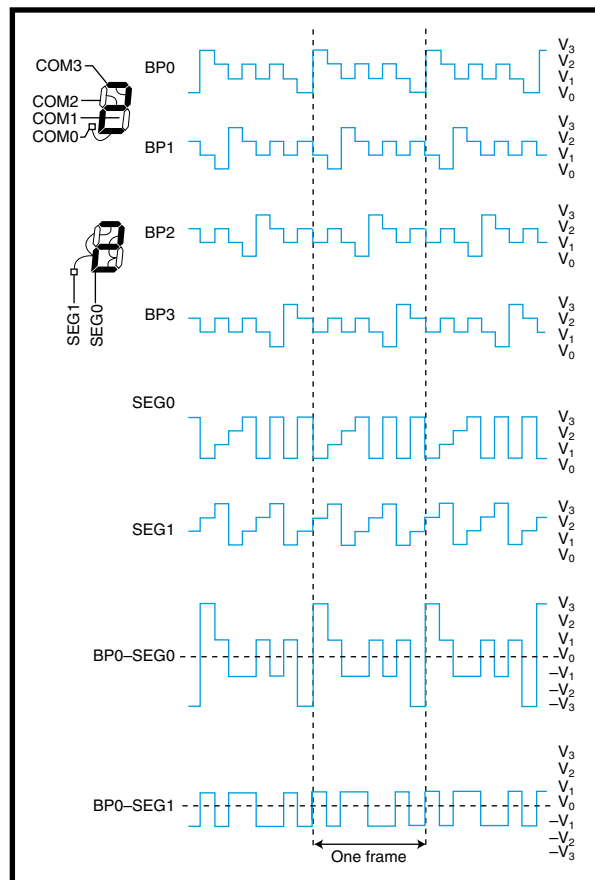 COM3
COM2
COM1
COM0
SEG1
SEG0
BP0
V3
V2
V1
V0
BP1
V3
V2
V1
V0
BP2
V3
V2
V1
V0
BP3
V3
V2
V1
V0
SEG0
V3
V2
V1
V0
SEG1
V3
V2
V1
V0
BP0–SEG0
V3
V2
V1
V0
–V1
–V2
–V3
BP0–SEG1
V3
V2
V1
V0
–V1
–V2
–V3
One frame